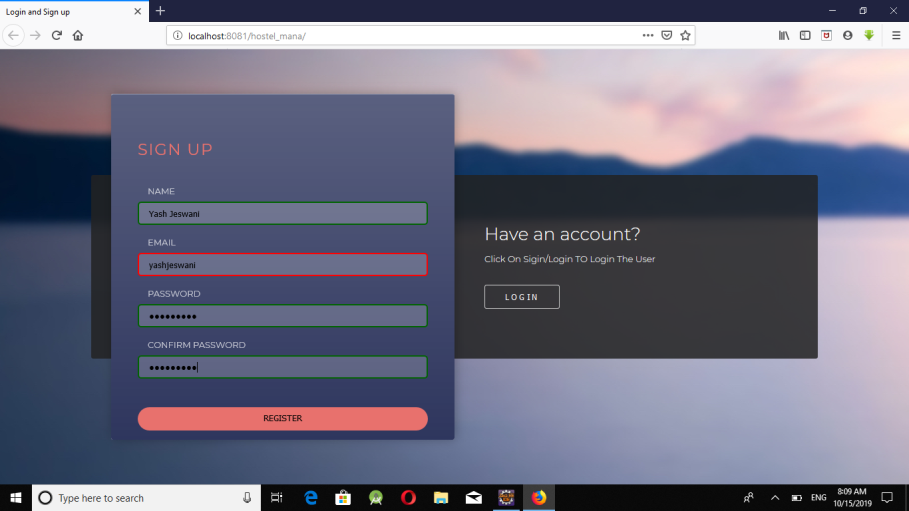 Login and Sign up
localhost:8081/hostel_mana/
SIGN UP
NAME
Yash Jeswani
EMAIL
yashjeswani
PASSWORD
●●●●●●●●●
CONFIRM PASSWORD
●●●●●●●●●
REGISTER
Have an account?
Click On Sigin/Login TO Login The User
LOGIN
Type here to search
ENG
8:09 AM
10/15/2019